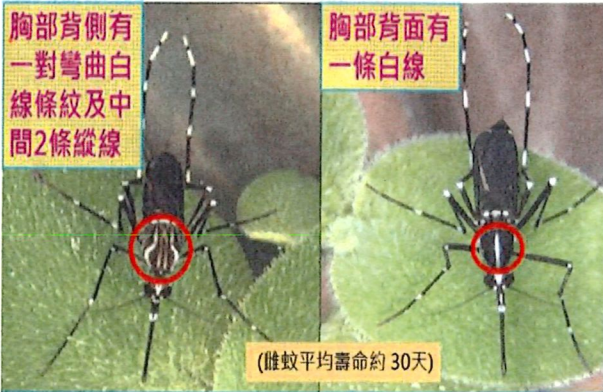 胸部背側有
一對彎曲白
線條紋及中
間2條縱線
胸部背面有
一條白線
(雌蚊平均壽命約 30天)